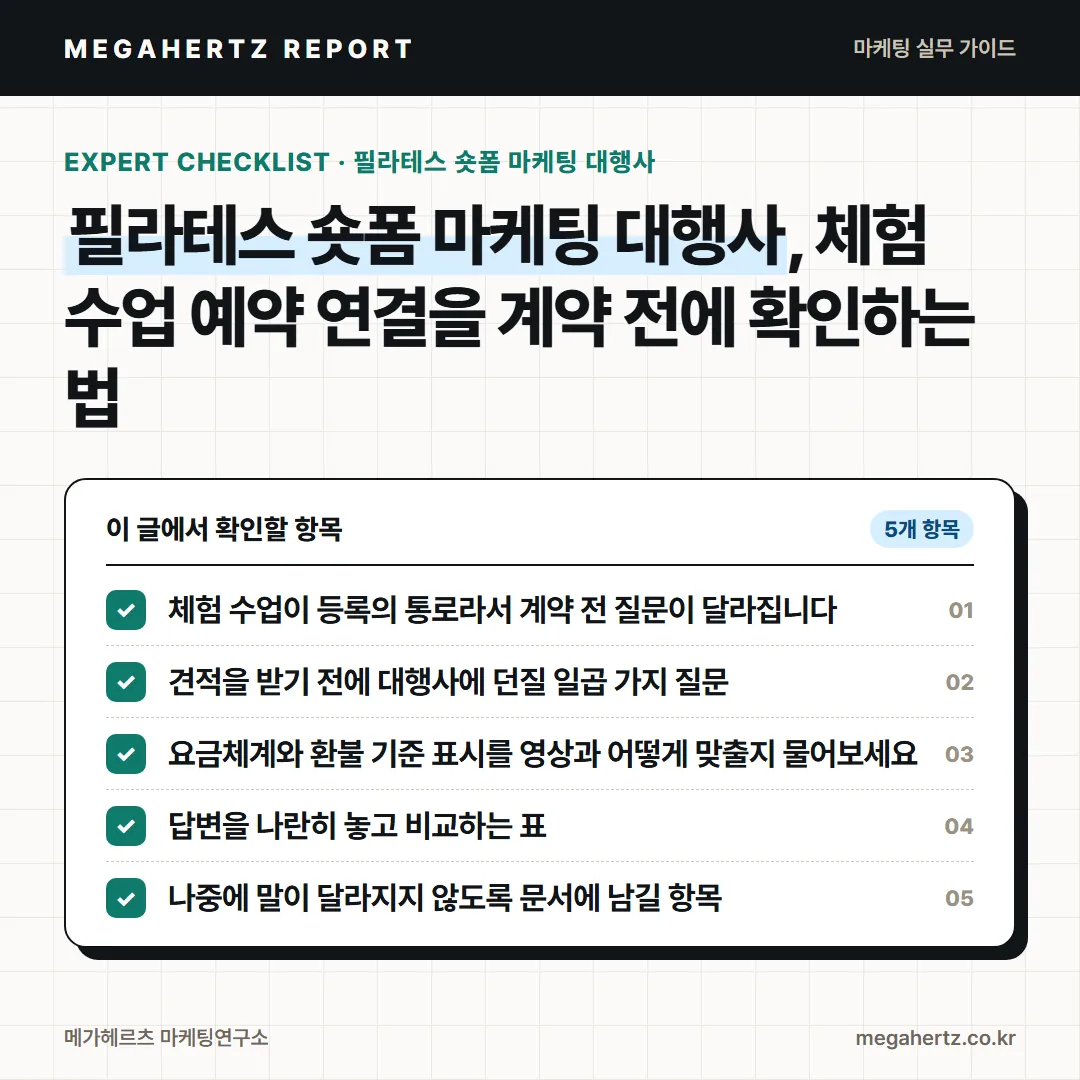 MEGAHERTZ REPORT
마케팅 실무 가이드
EXPERT CHECKLIST · 필라테스 숏폼 마케팅 대행사
필라테스 숏폼 마케팅 대행사, 체험
수업 예약 연결을 계약 전에 확인하는
법
이 글에서 확인할 항목
5개 항목
체험 수업이 등록의 통로라서 계약 전 질문이 달라집니다
01
견적을 받기 전에 대행사에 던질 일곱 가지 질문
02
요금체계와 환불 기준 표시를 영상과 어떻게 맞출지 물어보세요
03
답변을 나란히 놓고 비교하는 표
04
나중에 말이 달라지지 않도록 문서에 남길 항목
05
메가헤르츠 마케팅연구소
megahertz.co.kr